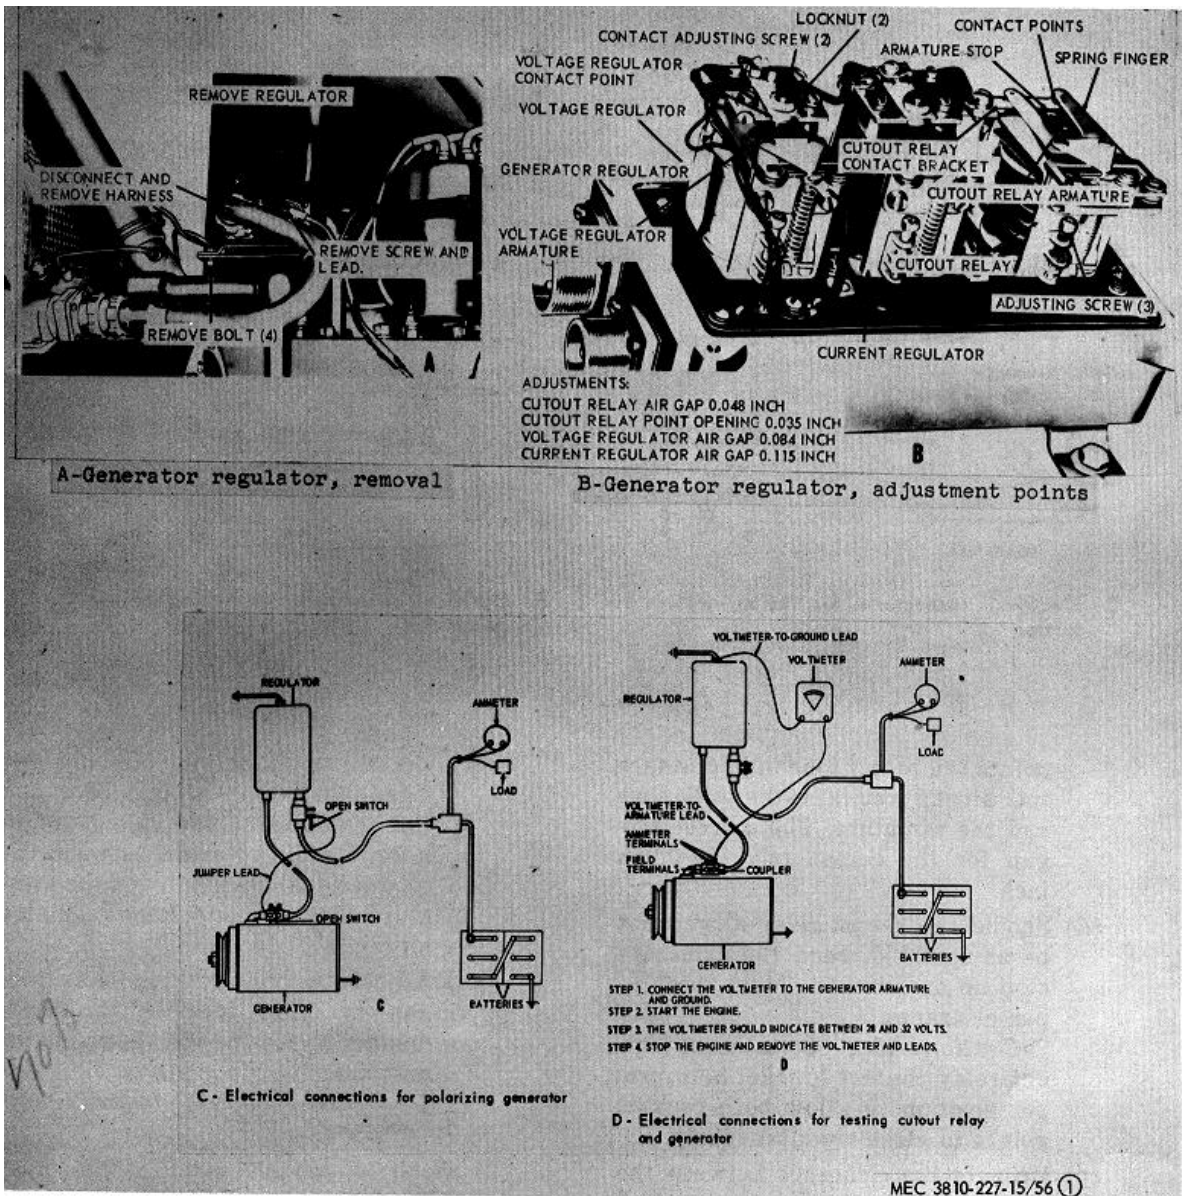 REMOVE REGULATOR
DISCONNECT AND
REMOVE HARNESS
REMOVE SCREW AND
LEAD.
REMOVE BOLT (4)
A
LOCKNUT (2)
CONTACT POINTS
CONTACT ADJUSTING SCREW (2)
ARMATURE STOP
SPRING FINGER
VOLTAGE REGULATOR
CONTACT POINT
VOLTAGE REGULATOR
CUTOUT RELAY
CONTACT BRACKET
GENERATOR REGULATOR
CUTOUT RELAY ARMATURE
VOLTAGE REGULATOR
ARMATURE
CUTOUT RELAY
ADJUSTING SCREW (3)
CURRENT REGULATOR
ADJUSTMENTS:
CUTOUT RELAY AIR GAP 0.048 INCH
CUTOUT RELAY POINT OPENING 0.035 INCH
VOLTAGE REGULATOR AIR GAP 0.084 INCH
CURRENT REGULATOR AIR GAP 0.115 INCH
B
A-Generator regulator, removal
B-Generator regulator, adjustment points
REGULATOR
AMMETER
LOAD
OPEN SWITCH
JUMPER LEAD
OPEN SWITCH
GENERATOR
BATTERIES
C
C - Electrical connections for polarizing generator
VOLTMETER-TO-GROUND LEAD
VOLTMETER
AMMETER
REGULATOR
LOAD
VOLTMETER-TO-
ARMATURE LEAD
AMMETER
TERMINALS
FIELD
TERMINALS
COUPLER
GENERATOR
BATTERIES
STEP 1. CONNECT THE VOLTMETER TO THE GENERATOR ARMATURE
AND GROUND.
STEP 2. START THE ENGINE.
STEP 3. THE VOLTMETER SHOULD INDICATE BETWEEN 28 AND 32 VOLTS.
STEP 4. STOP THE ENGINE AND REMOVE THE VOLTMETER AND LEADS.
D
D - Electrical connections for testing cutout relay
and generator
MEC 3810-227-15/56 ①